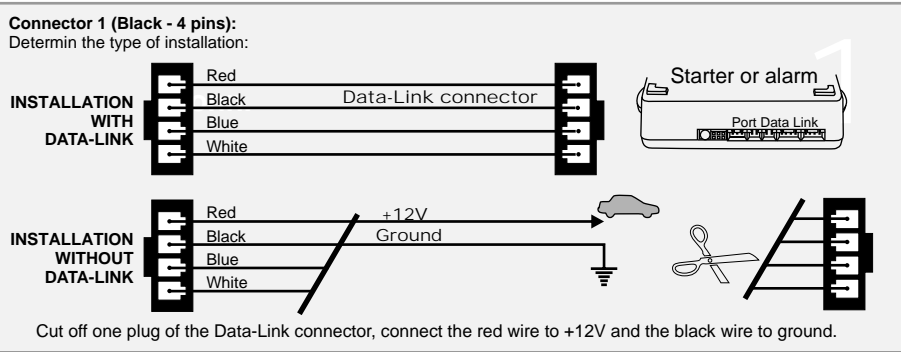 Connector 1 (Black - 4 pins):
Determin the type of installation:
1
INSTALLATION
WITH
DATA-LINK
Red
Black
Blue
White
Data-Link connector
Starter or alarm
Port Data Link
INSTALLATION
WITHOUT
DATA-LINK
Red
Black
Blue
White
+12V
Ground
Cut off one plug of the Data-Link connector, connect the red wire to +12V and the black wire to ground.